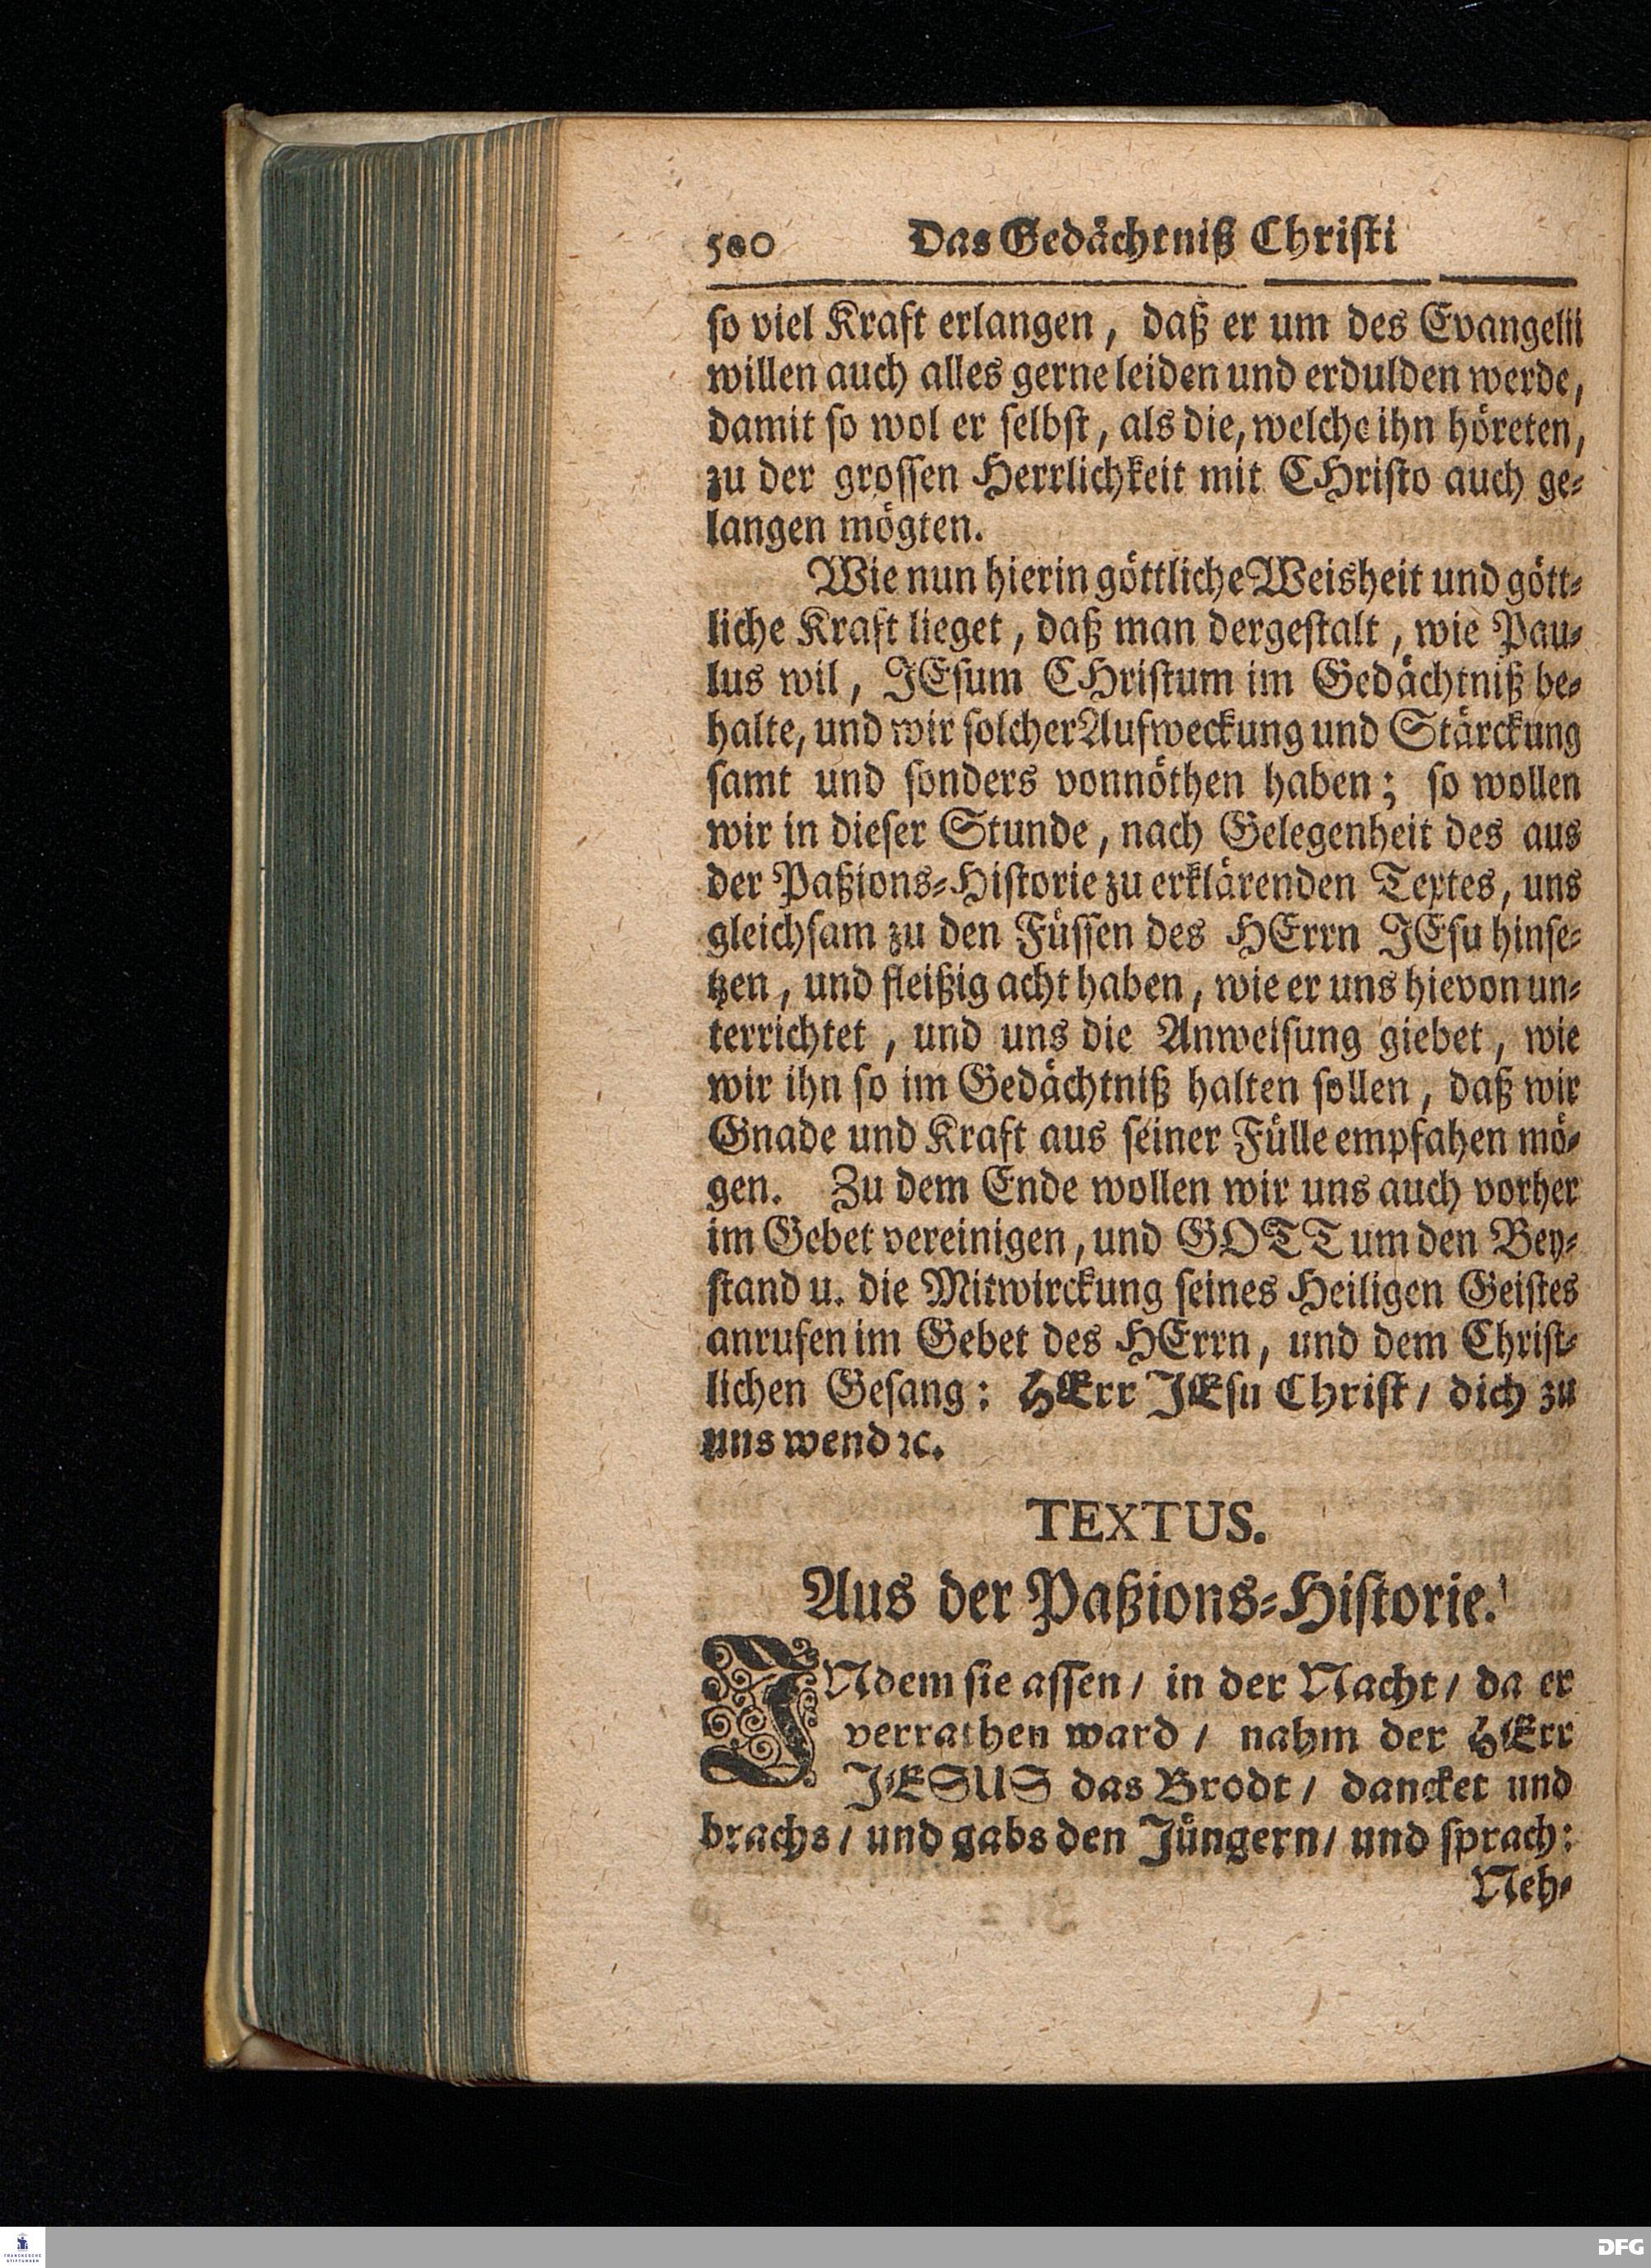 500 Das Gedächtniß Christi
so viel Kraft erlangen, daß er um des Evangelii
willen auch alles gerne leiden und erdulden werde,
damit so wol er selbst, als die, welche ihn höreten,
zu der grossen Herrlichkeit mit CHristo auch ge-
langen mögten.
Wie nun hierin göttliche Weisheit und gött-
liche Kraft lieget, daß man dergestalt, wie Pau-
lus wil, JEsum CHristum im Gedächtniß be-
halte, und wir solcher Aufweckung und Stärckung
samt und sonders vonnöthen haben; so wollen
wir in dieser Stunde, nach Gelegenheit des aus
der Paßions-Historie zu erklärenden Textes, uns
gleichsam zu den Füssen des HErrn JEsu hinse-
tzen, und fleißig acht haben, wie er uns hievon un-
terrichtet, und uns die Anweisung giebet, wie
wir ihn so im Gedächtniß halten sollen, daß wir
Gnade und Kraft aus seiner Fülle empfahen mö-
gen. Zu dem Ende wollen wir uns auch vorher
im Gebet vereinigen, und GOTT um den Bey-
stand u. die Mitwirckung seines Heiligen Geistes
anrufen im Gebet des HErrn, und dem Christ-
lichen Gesang: HErr JEsu Christ/ dich zu
uns wend ꝛc.
TEXTUS.
Aus der Paßions-Historie.
INdem sie assen/ in der Nacht/ da er
verrathen ward/ nahm der HErr
JESUS das Brodt/ dancket und
brachs/ und gabs den Jüngern/ und sprach:
Neh-
FRANCKESCHE
STIFTUNGEN
DFG